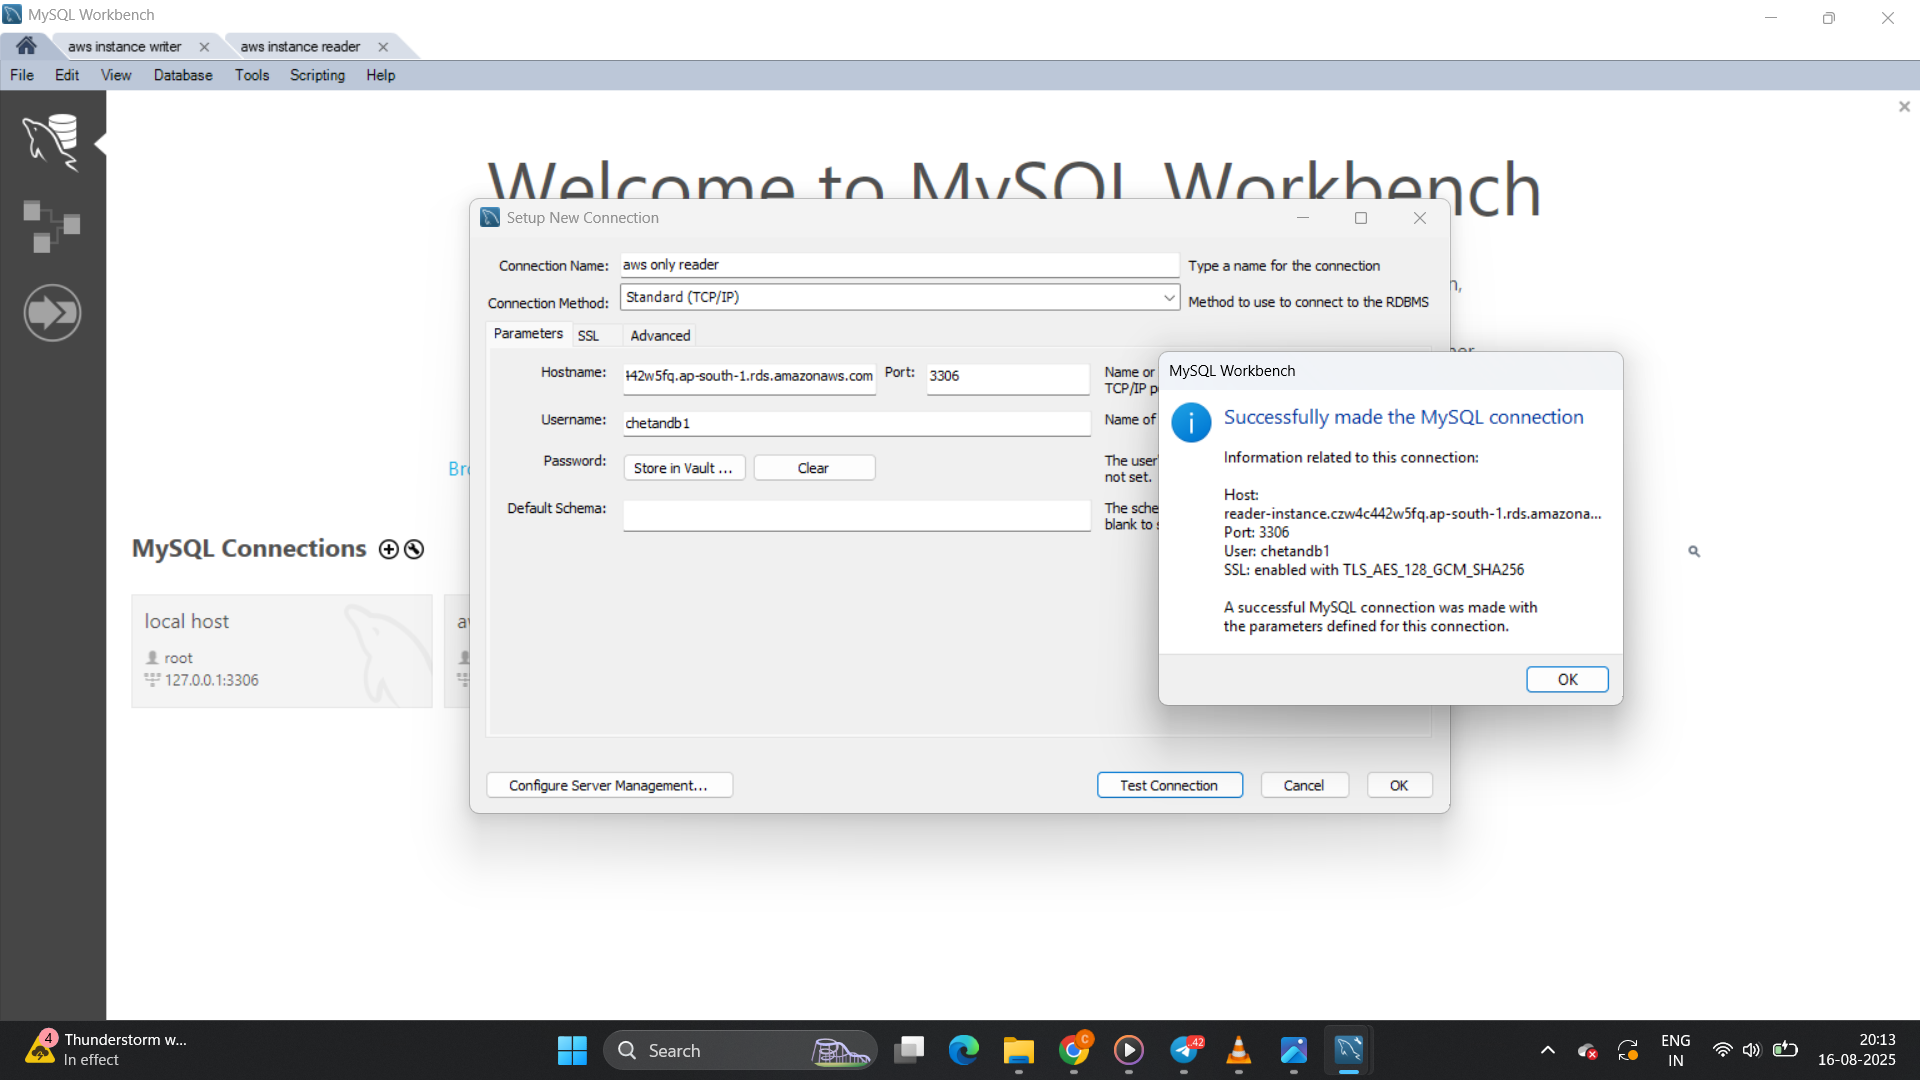 MySQL Workbench
aws instance writer
aws instance reader
File Edit View Database Tools Scripting Help
Welcome to MySQL Workbench
Setup New Connection
Connection Name: aws only reader Type a name for the connection
Connection Method: Standard (TCP/IP) Method to use to connect to the RDBMS
Parameters SSL Advanced
Hostname: 42w5fq.ap-south-1.rds.amazonaws.com Port: 3306 Name or
TCP/IP p
Username: chetandb1 Name of
Password: Store in Vault ... Clear The user'
not set.
Default Schema: The sche
blank to s
MySQL Workbench
Successfully made the MySQL connection
Information related to this connection:
Host:
reader-instance.czw4c442w5fq.ap-south-1.rds.amazona...
Port: 3306
User: chetandb1
SSL: enabled with TLS_AES_128_GCM_SHA256
A successful MySQL connection was made with
the parameters defined for this connection.
OK
Bro
MySQL Connections
local host
root
127.0.0.1:3306
Configure Server Management... Test Connection Cancel OK
4
Thunderstorm w...
In effect
Search
C
42
ENG
IN
20:13
16-08-2025